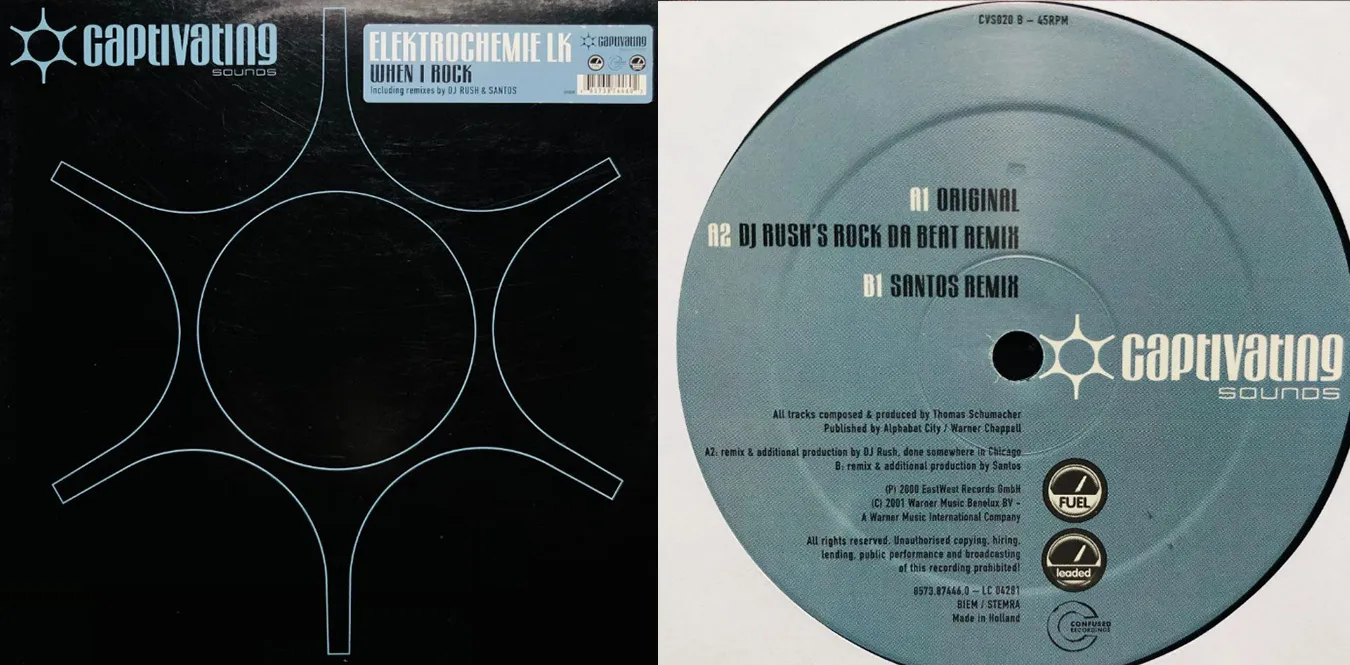 captivating
SOUNDS
ELEKTROCHEMIE LK
WHEN I ROCK
Including remixes by DJ RUSH & SANTOS
captivating
CVS020 B – 45RPM
A1 ORIGINAL
A2 DJ RUSH'S ROCK DA BEAT REMIX
B1 SANTOS REMIX
captivating
SOUNDS
All tracks composed & produced by Thomas Schumacher
Published by Alphabet City / Warner Chappell
A2: remix & additional production by DJ Rush, done somewhere in Chicago
B: remix & additional production by Santos
(P) 2000 EastWest Records GmbH
(C) 2001 Warner Music Benelux BV –
A Warner Music International Company
All rights reserved. Unauthorised copying, hiring,
lending, public performance and broadcasting
of this recording prohibited!
8573.87446.0 – LC 04281
BIEM / STEMRA
Made in Holland
FUEL
leaded
CONFUSED
RECORDINGS